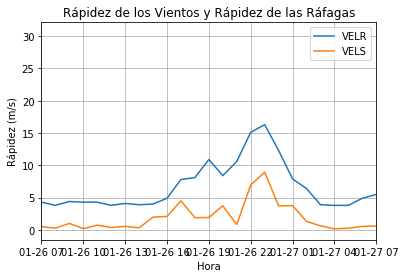 Rápidez de los Vientos y Rápidez de las Ráfagas
Rápidez (m/s)
30
25
20
15
10
5
0
VELR
VELS
01-26 07 01-26 10 01-26 13 01-26 16 01-26 19 01-26 22 01-27 01 01-27 04 01-27 07
Hora